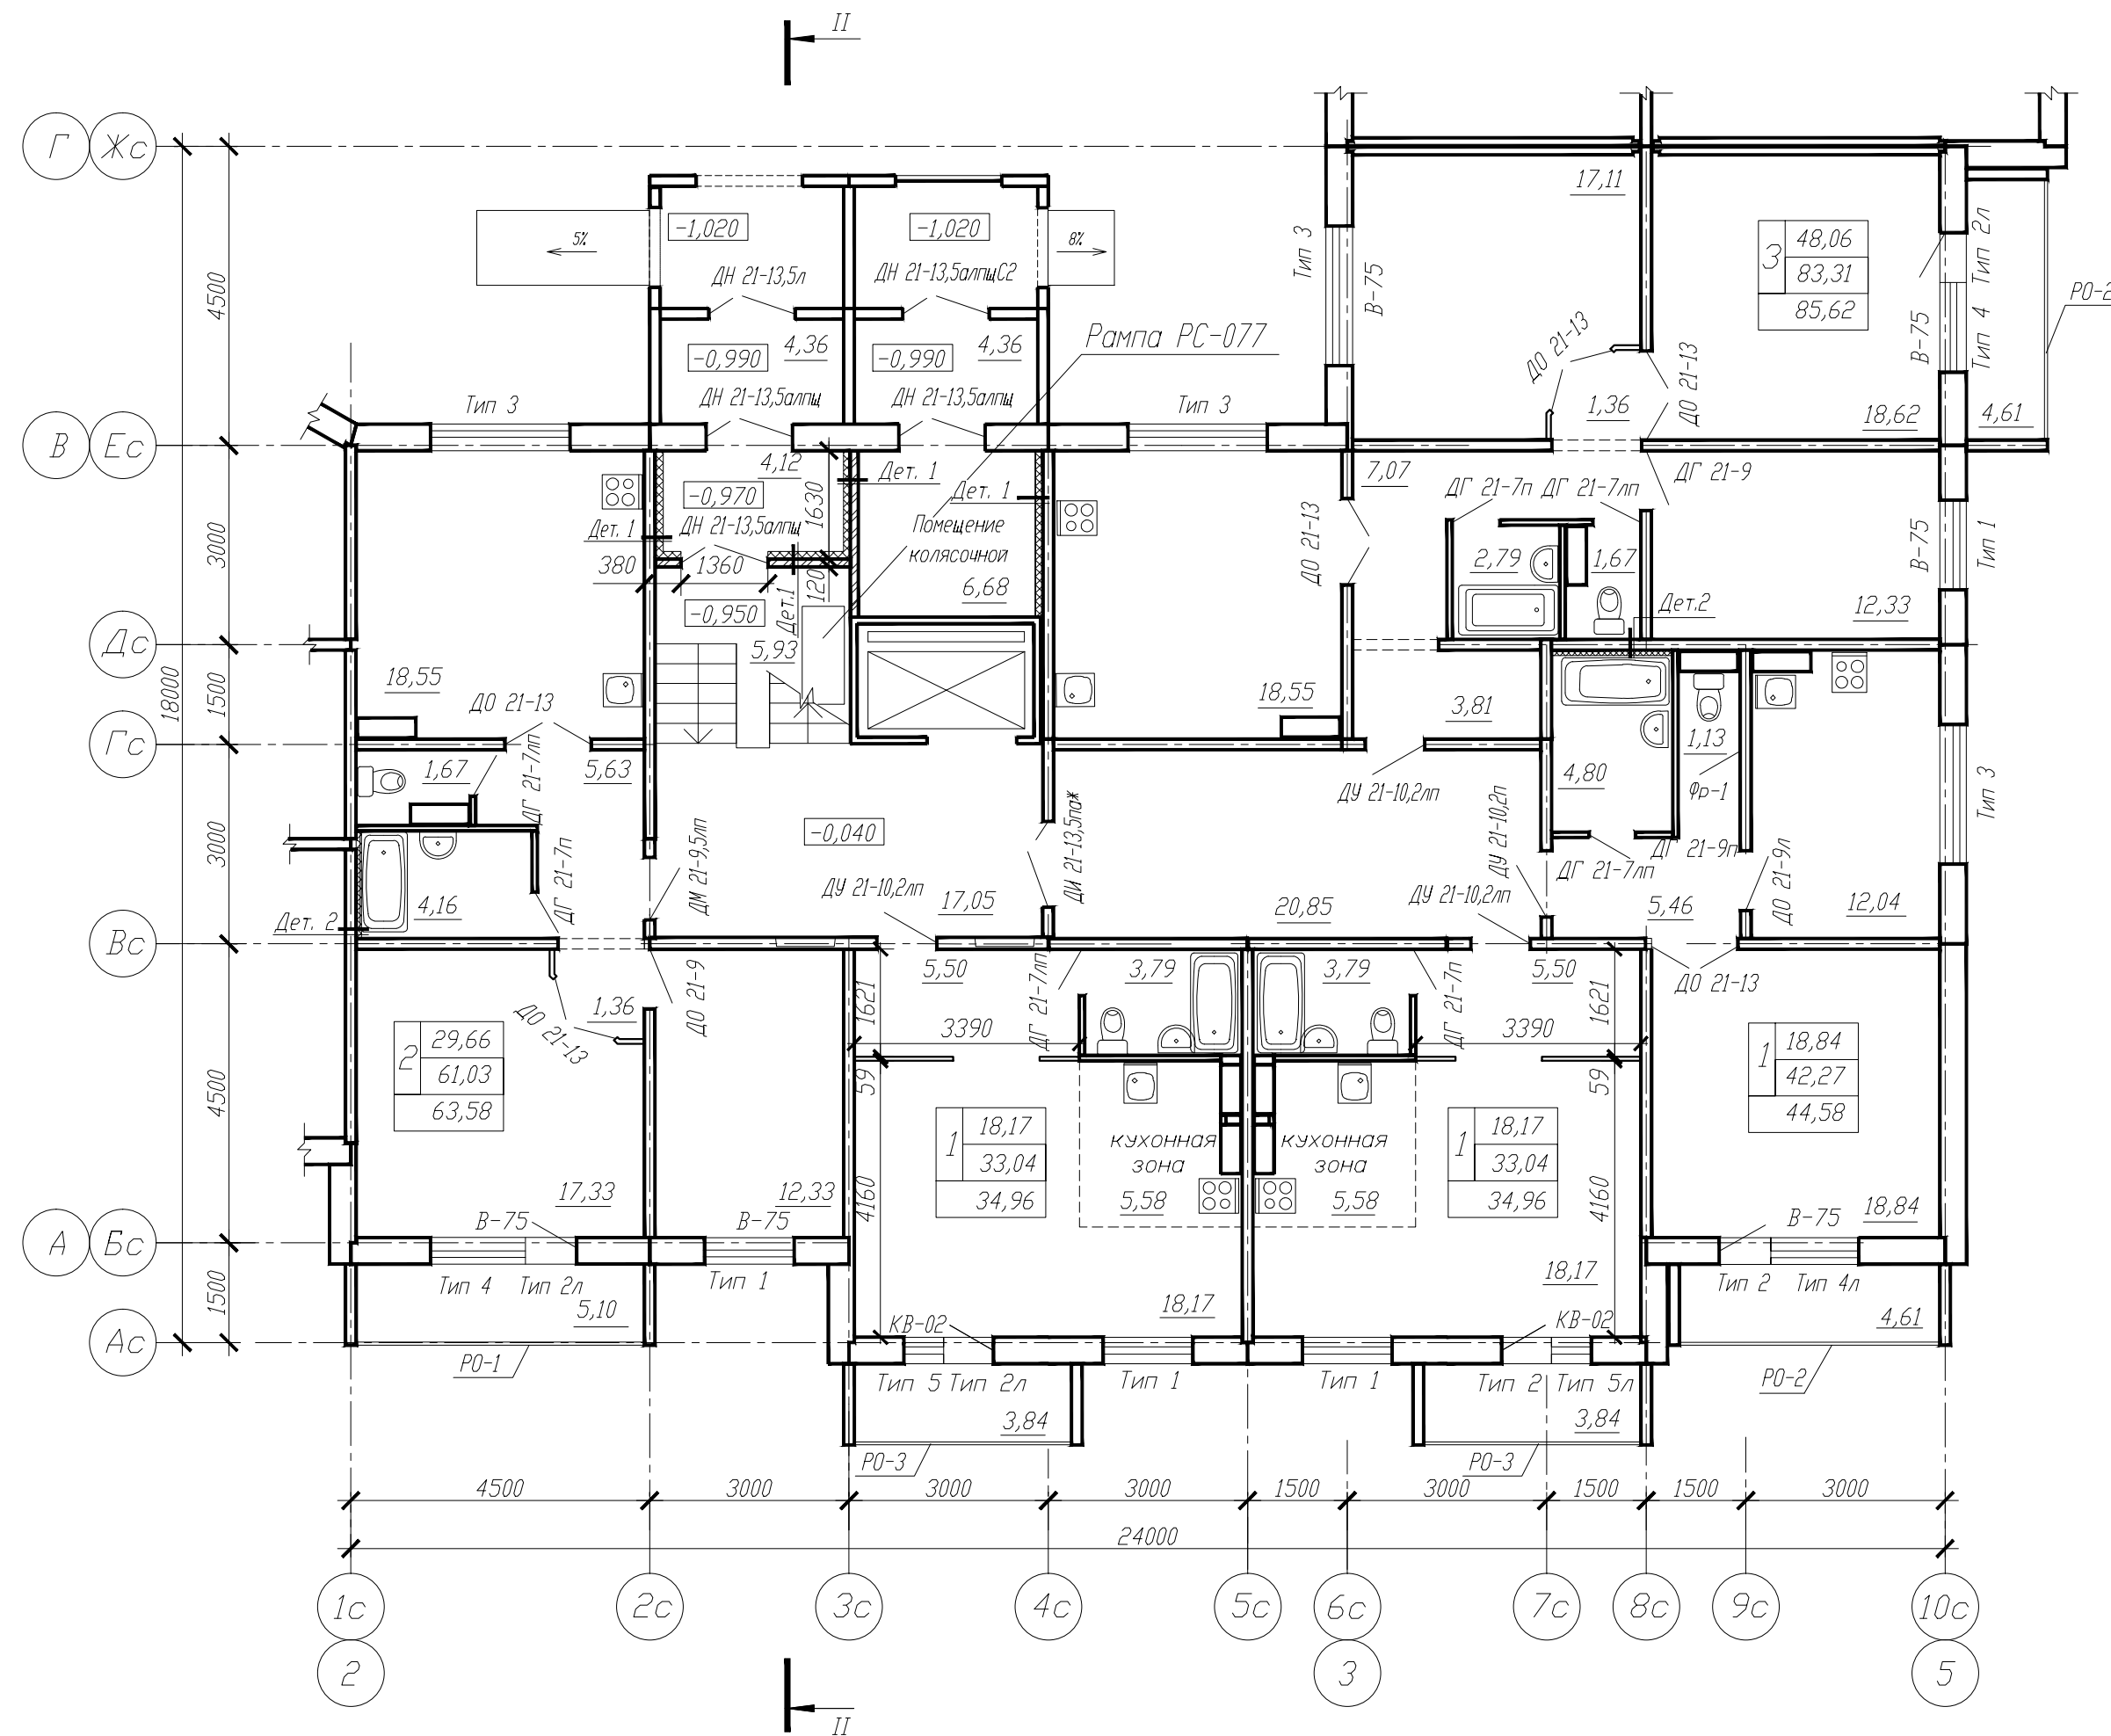 II
Г
Жс
17,11
-1,020
-1,020
3
48,06
83,31
85,62
Тип 2л
Тип 3
В-75
5%
8%
ДН 21-13,5л
ДН 21-13,5алпщС2
РО-2
4500
Рампа РС-077
4,36
4,36
-0,990
-0,990
ДО 21-13
ДО 21-13
В-75
Тип 4
ДН 21-13,5алпщ
ДН 21-13,5алпщ
Тип 3
Тип 3
1,36
18,62
4,61
В
Ес
4,12
Дет. 1
Дет. 1
7,07
ДГ 21-9
-0,970
1630
ДГ 21-7п
ДГ 21-7лп
Дет. 1
ДН 21-13,5алпщ
Помещение
колясочной
6,68
ДО 21-13
3000
380
1360
120
2,79
1,67
В-75
Тип 1
-0,950
Дет.1
Дет.2
12,33
Дс
5,93
18000
18,55
18,55
1500
ДО 21-13
3,81
Гс
1,67
5,63
ДГ 21-7лп
1,13
4,80
Фр-1
Тип 3
ДУ 21-10,2лп
3000
-0,040
ДИ 21-13,5паж
ДУ 21-10,2п
ДГ 21-9п
ДГ 21-7лп
ДО 21-9л
4,16
ДГ 21-7п
ДМ 21-9,5лп
ДУ 21-10,2лп
17,05
20,85
ДУ 21-10,2лп
5,46
12,04
Дет. 2
Вс
5,50
3,79
3,79
5,50
ДО 21-13
1,36
ДО 21-9
1621
ДГ 21-7лп
ДГ 21-7п
1621
ДО 21-13
3390
3390
2
29,66
61,03
63,58
1
18,84
42,27
44,58
4500
59
59
1
18,17
33,04
34,96
кухонная
зона
5,58
кухонная
зона
5,58
1
18,17
33,04
34,96
17,33
12,33
4160
4160
18,84
В-75
В-75
В-75
А
Бс
Тип 4
Тип 2л
Тип 1
18,17
18,17
Тип 2
Тип 4л
1500
5,10
КВ-02
КВ-02
4,61
Ас
РО-1
Тип 5
Тип 2л
Тип 1
Тип 1
Тип 2
Тип 5л
РО-2
3,84
3,84
РО-3
РО-3
4500
3000
3000
3000
1500
3000
1500
1500
3000
24000
1с
2с
3с
4с
5с
6с
7с
8с
9с
10с
2
3
5
II